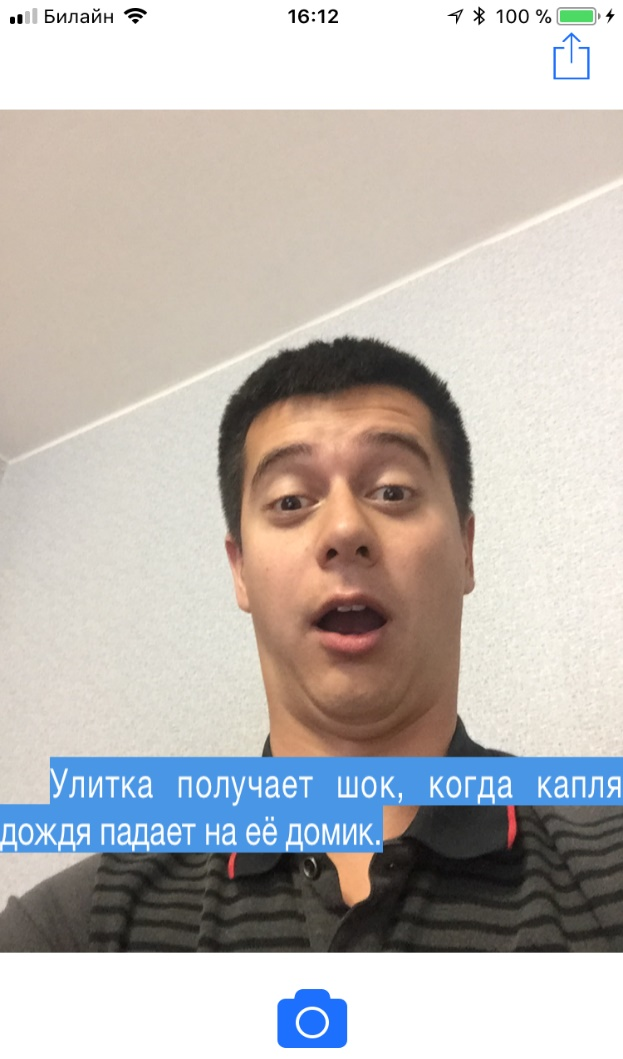 Билайн 16:12 100 %
Улитка получает шок, когда капля
дождя падает на её домик.